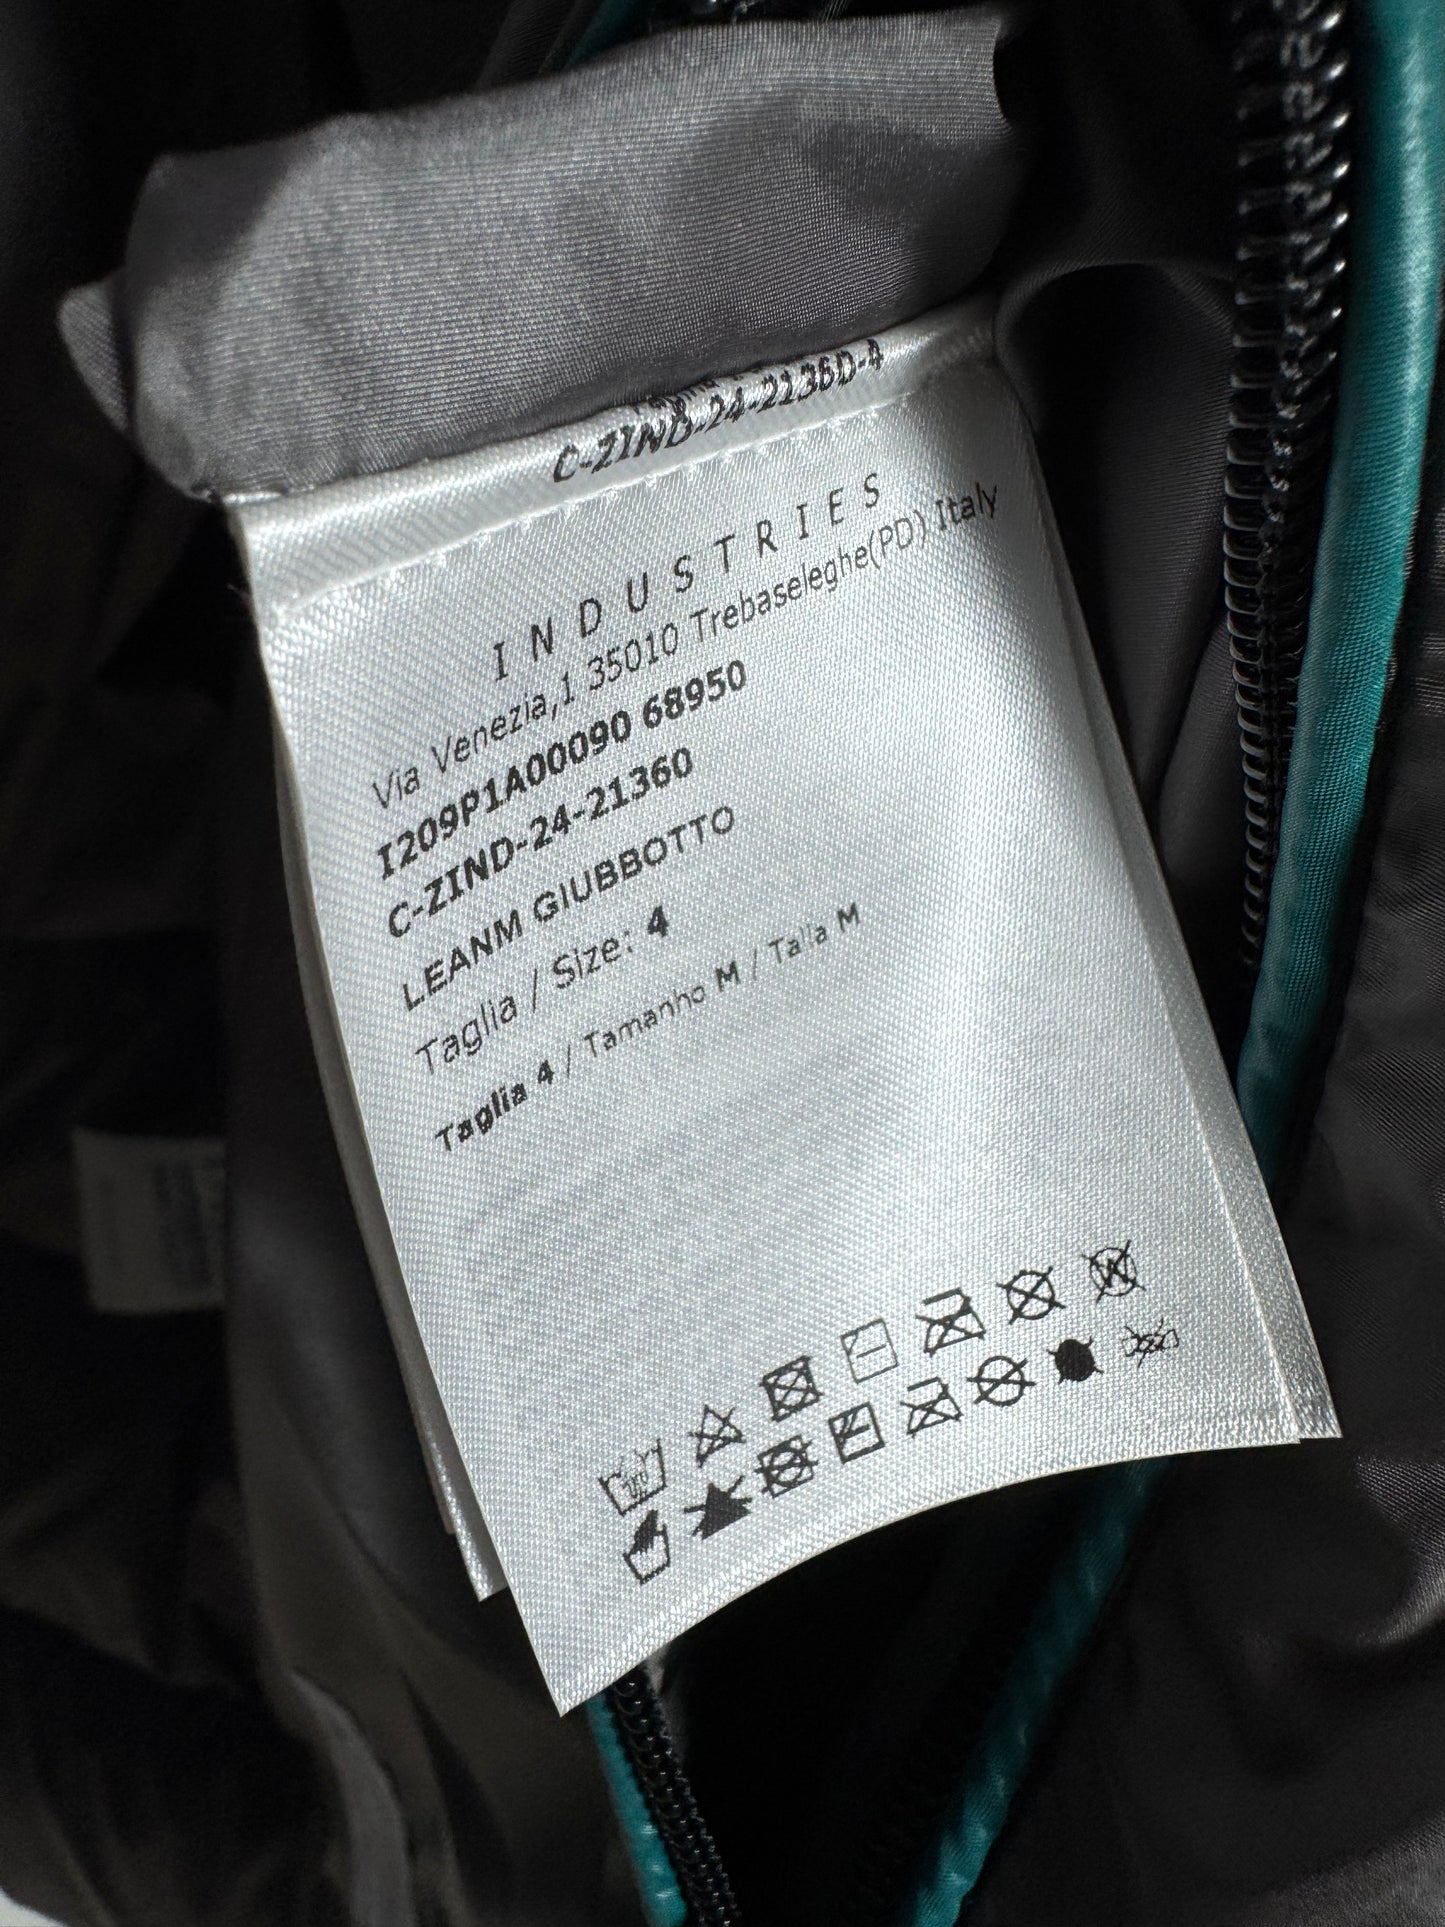 C-ZIND-24-21360-4
INDUSTRIES
Via Venezia,1 35010 Trebaseleghe(PD) Italy
I209P1A00090 68950
C-ZIND-24-21360
LEANM GIUBBOTTO
Taglia / Size: 4
Taglia 4 / Tamanho M / Talla M